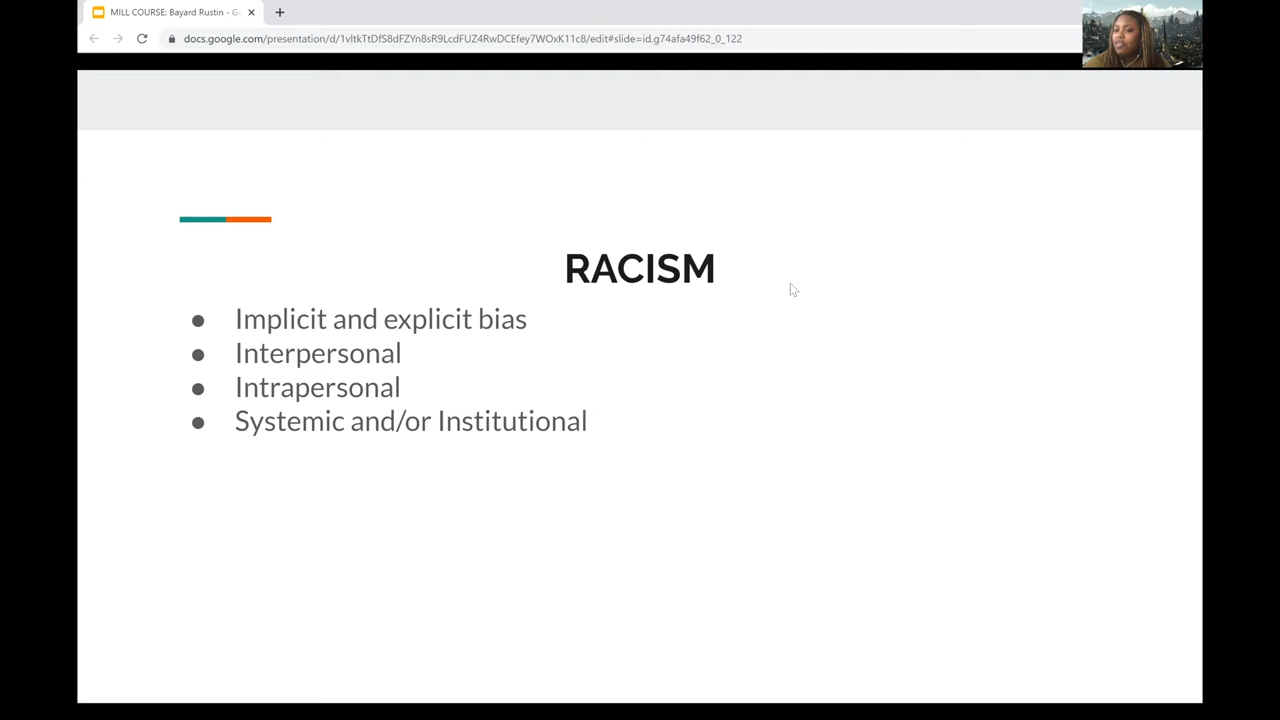 MILL COURSE: Bayard Rustin - G
docs.google.com/presentation/d/1vltkTtDfS8dFZYn8sR9LcdFUZ4RwDCEfey7WOxK11c8/edit#slide=id.g74afa49f62_0_122
RACISM
● Implicit and explicit bias
● Interpersonal
● Intrapersonal
● Systemic and/or Institutional